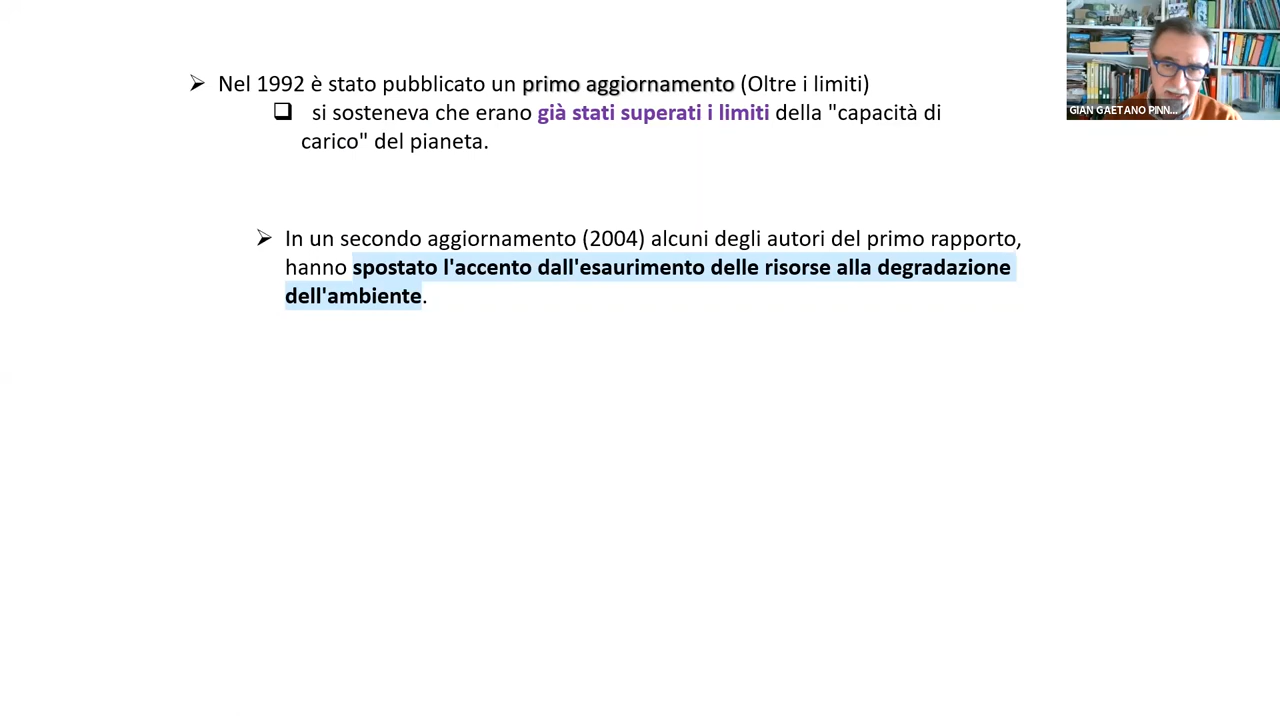 ➢ Nel 1992 è stato pubblicato un primo aggiornamento (Oltre i limiti)
❑ si sosteneva che erano già stati superati i limiti della "capacità di
carico" del pianeta.
➢ In un secondo aggiornamento (2004) alcuni degli autori del primo rapporto,
hanno spostato l'accento dall'esaurimento delle risorse alla degradazione
dell'ambiente.
GIAN GAETANO PINN...